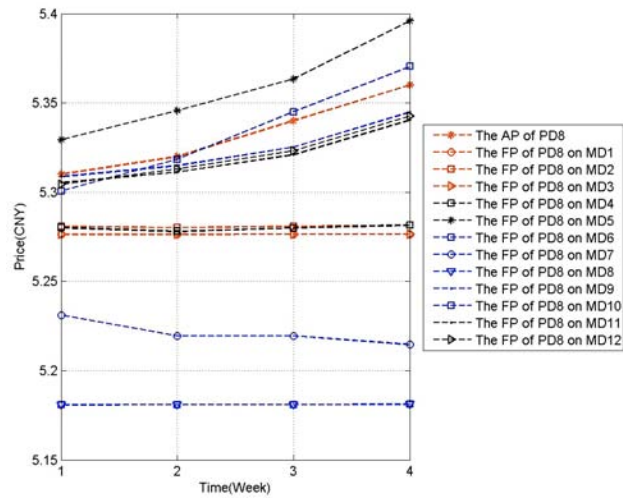 5.4
5.35
5.3
5.25
5.2
5.15
Price(CNY)
1
2
3
4
Time(Week)
The AP of PD8
The FP of PD8 on MD1
The FP of PD8 on MD2
The FP of PD8 on MD3
The FP of PD8 on MD4
The FP of PD8 on MD5
The FP of PD8 on MD6
The FP of PD8 on MD7
The FP of PD8 on MD8
The FP of PD8 on MD9
The FP of PD8 on MD10
The FP of PD8 on MD11
The FP of PD8 on MD12